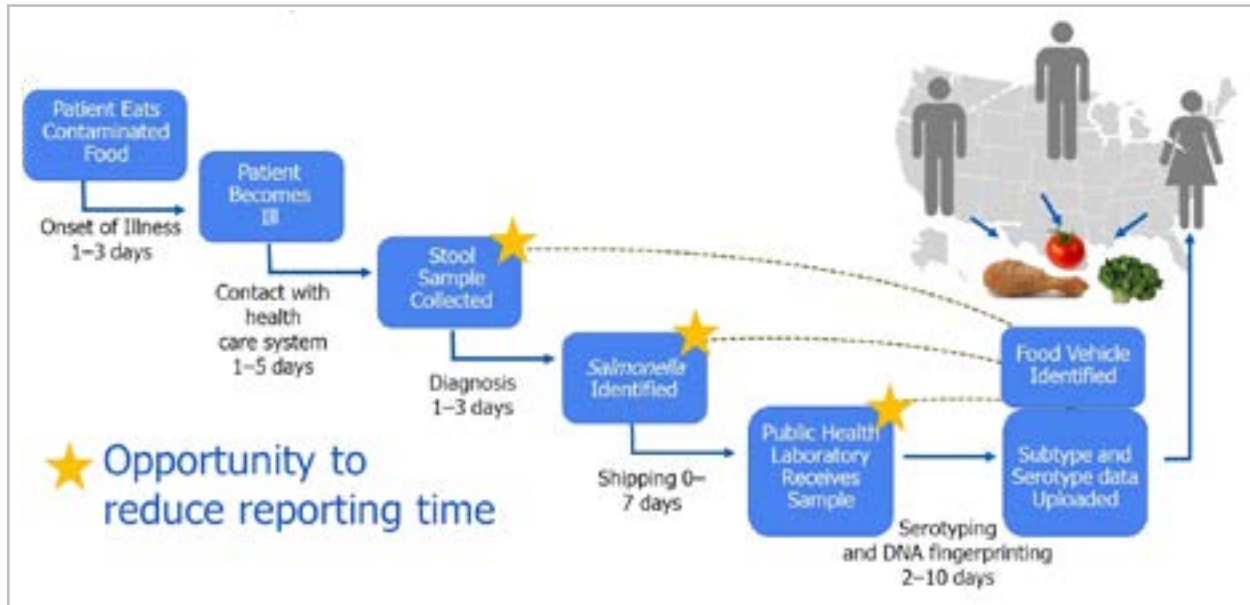 Patient Eats
Contaminated
Food
Onset of Illness
1–3 days
Patient
Becomes
Ill
Contact with
health
care system
1–5 days
Stool
Sample
Collected
Diagnosis
1–3 days
Salmonella
Identified
Shipping 0–
7 days
Public Health
Laboratory
Receives
Sample
Serotyping
and DNA fingerprinting
2–10 days
Subtype and
Serotype data
Uploaded
Food Vehicle
Identified
Opportunity to
reduce reporting time